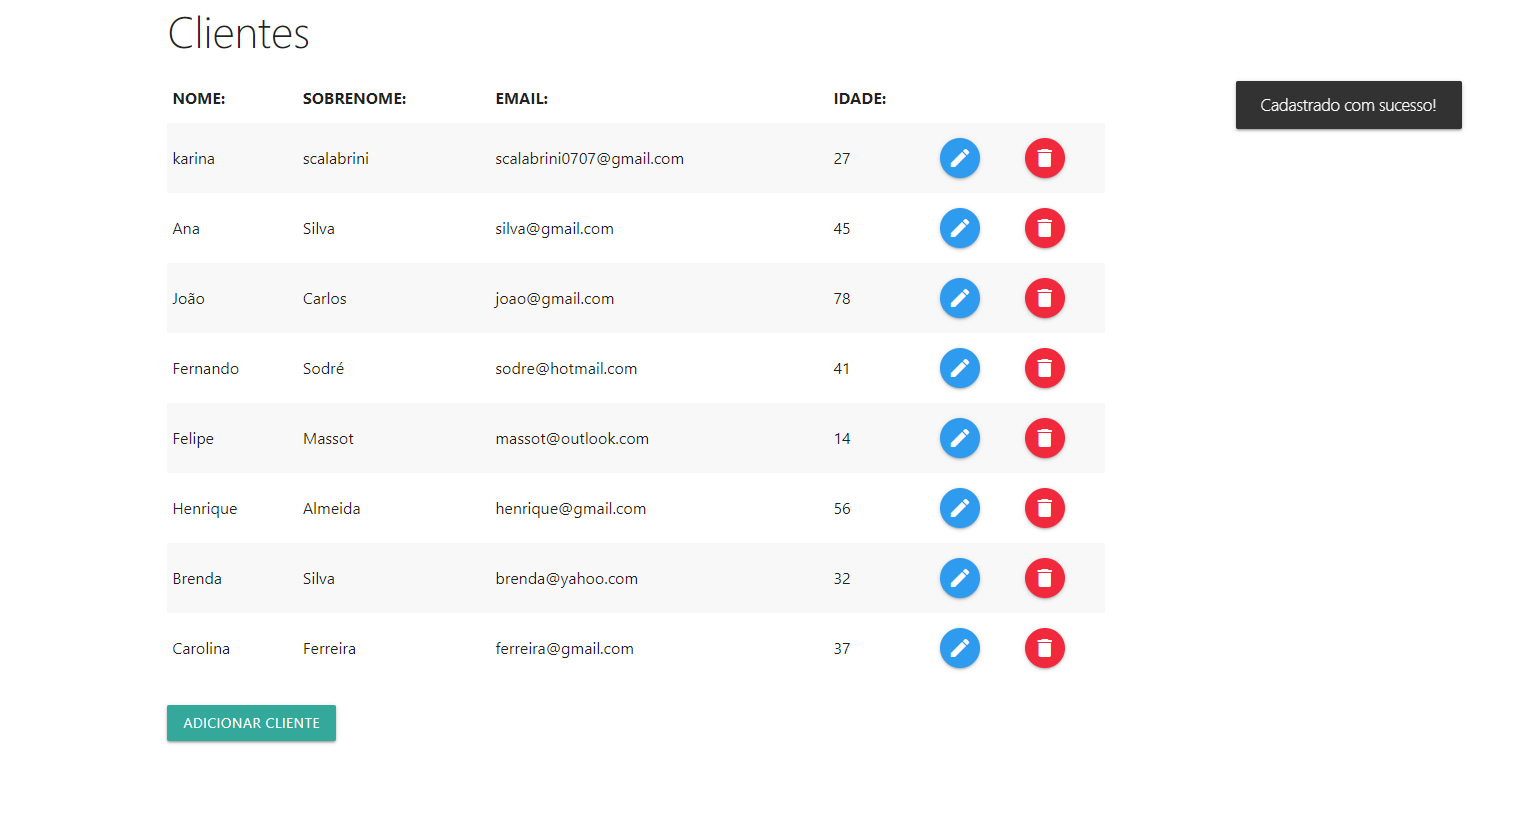 Clientes
NOME: SOBRENOME: EMAIL: IDADE:
Cadastrado com sucesso!
karina scalabrini scalabrini0707@gmail.com 27
Ana Silva silva@gmail.com 45
João Carlos joao@gmail.com 78
Fernando Sodré sodre@hotmail.com 41
Felipe Massot massot@outlook.com 14
Henrique Almeida henrique@gmail.com 56
Brenda Silva brenda@yahoo.com 32
Carolina Ferreira ferreira@gmail.com 37
ADICIONAR CLIENTE